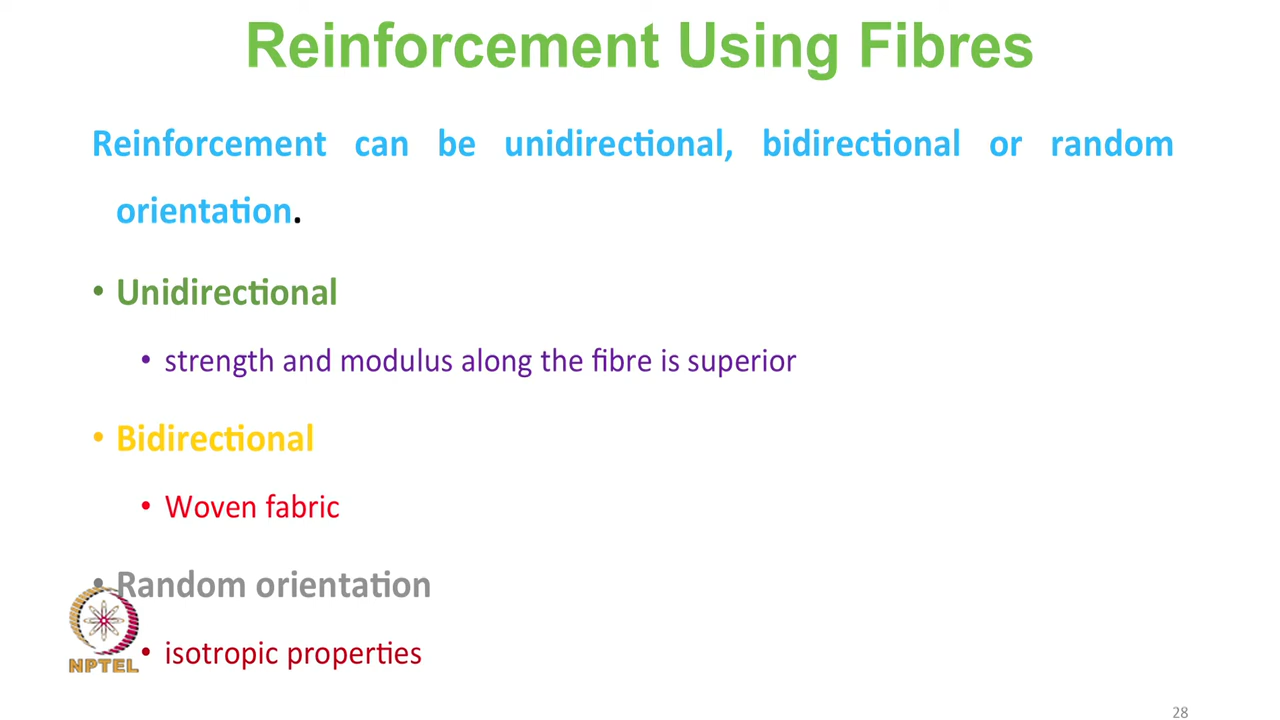 Reinforcement Using Fibres
Reinforcement can be unidirectional, bidirectional or random
orientation.
• Unidirectional
• strength and modulus along the fibre is superior
• Bidirectional
• Woven fabric
• Random orientation
• isotropic properties
NPTEL
28